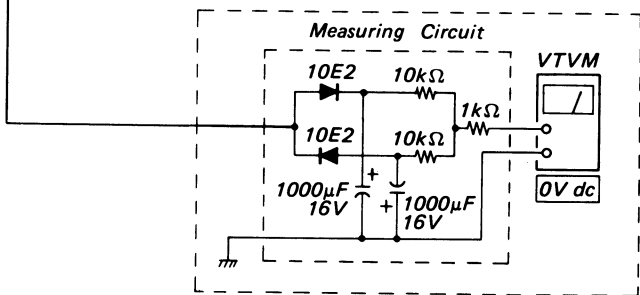 Measuring Circuit
VTVM
10E2
10kΩ
1kΩ
10E2
10kΩ
+
1000μF
16V
+
1000μF
16V
0V dc